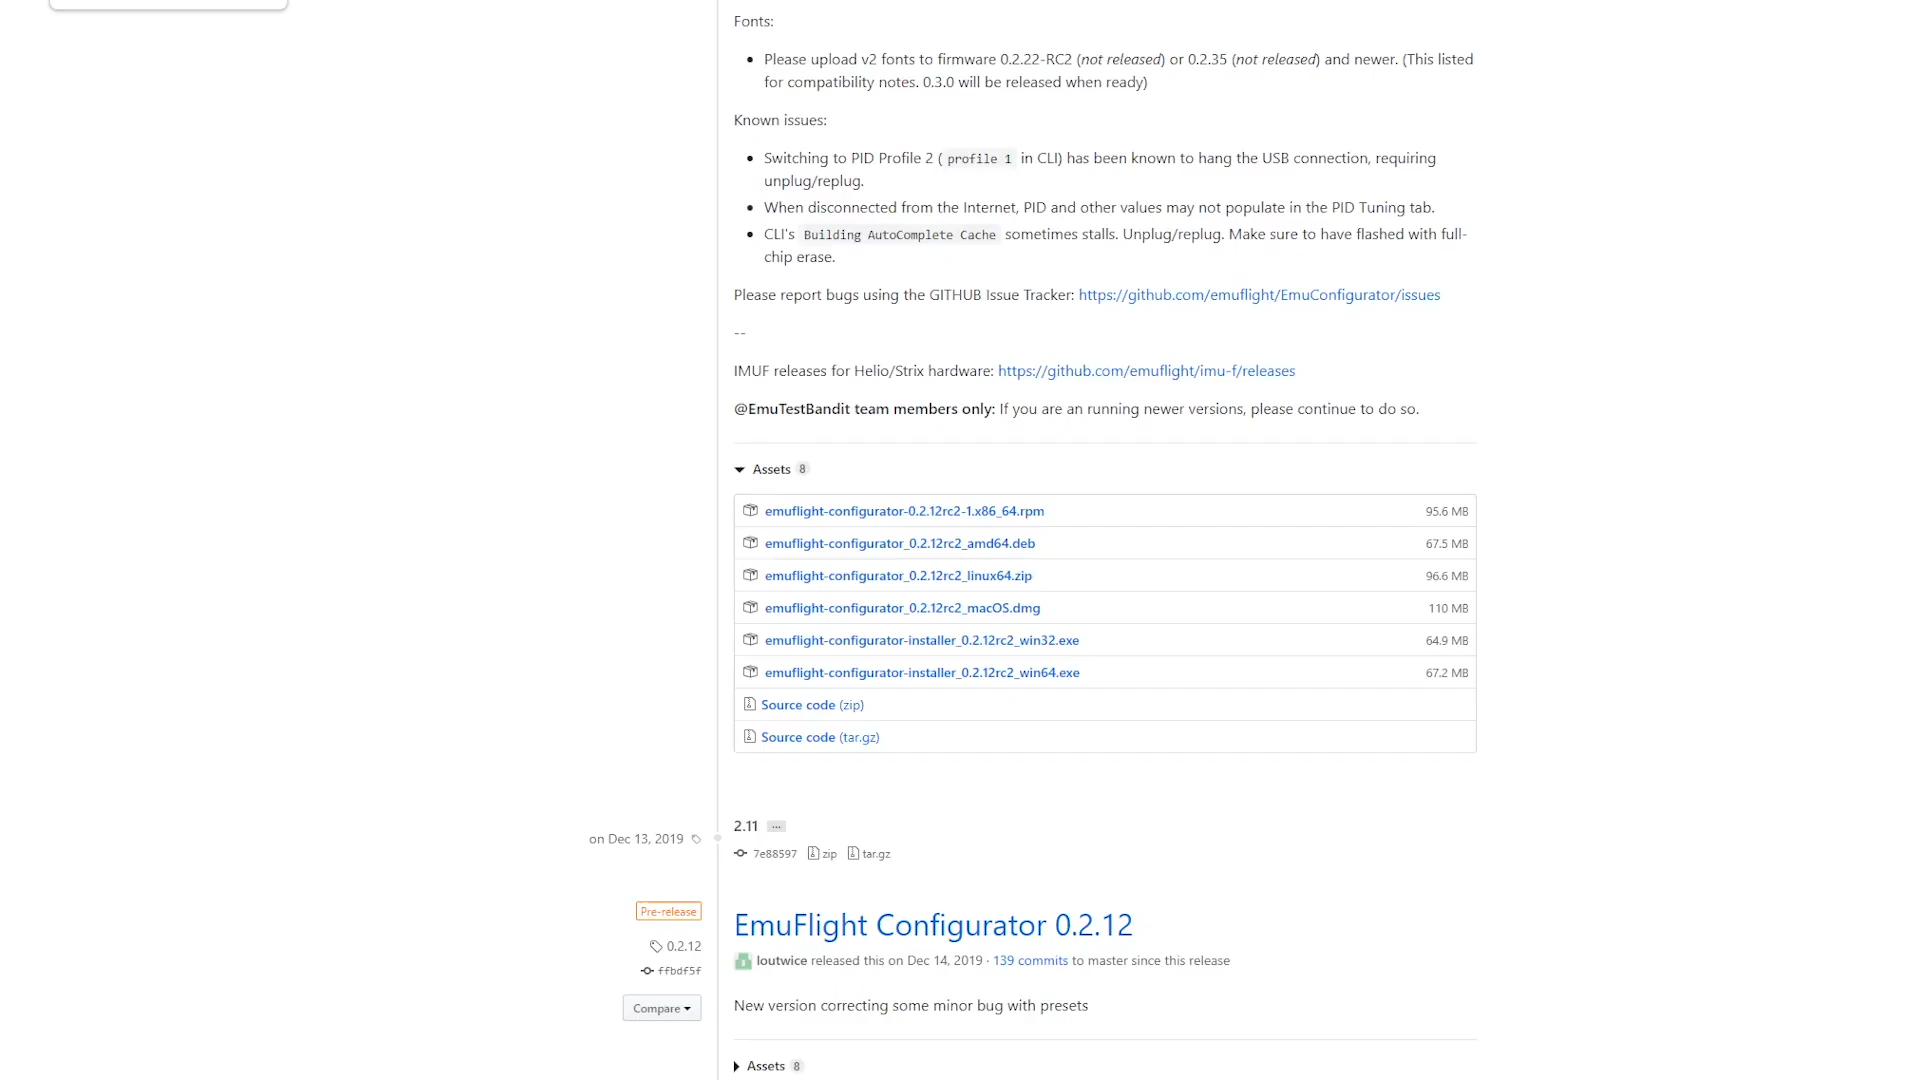 Fonts:
Please upload v2 fonts to firmware 0.2.22-RC2 (not released) or 0.2.35 (not released) and newer. (This listed
for compatibility notes. 0.3.0 will be released when ready)
Known issues:
Switching to PID Profile 2 ( profile 1 in CLI) has been known to hang the USB connection, requiring
unplug/replug.
When disconnected from the Internet, PID and other values may not populate in the PID Tuning tab.
CLI's Building AutoComplete Cache sometimes stalls. Unplug/replug. Make sure to have flashed with full-
chip erase.
Please report bugs using the GITHUB Issue Tracker: https://github.com/emuflight/EmuConfigurator/issues
--
IMUF releases for Helio/Strix hardware: https://github.com/emuflight/imu-f/releases
@EmuTestBandit team members only: If you are an running newer versions, please continue to do so.
Assets 8
emuflight-configurator-0.2.12rc2-1.x86_64.rpm 95.6 MB
emuflight-configurator_0.2.12rc2_amd64.deb 67.5 MB
emuflight-configurator_0.2.12rc2_linux64.zip 96.6 MB
emuflight-configurator_0.2.12rc2_macOS.dmg 110 MB
emuflight-configurator-installer_0.2.12rc2_win32.exe 64.9 MB
emuflight-configurator-installer_0.2.12rc2_win64.exe 67.2 MB
Source code (zip)
Source code (tar.gz)
on Dec 13, 2019
2.11 ...
7e88597 zip tar.gz
Pre-release
0.2.12
ffbdf5f
Compare
EmuFlight Configurator 0.2.12
loutwice released this on Dec 14, 2019 · 139 commits to master since this release
New version correcting some minor bug with presets
Assets 8